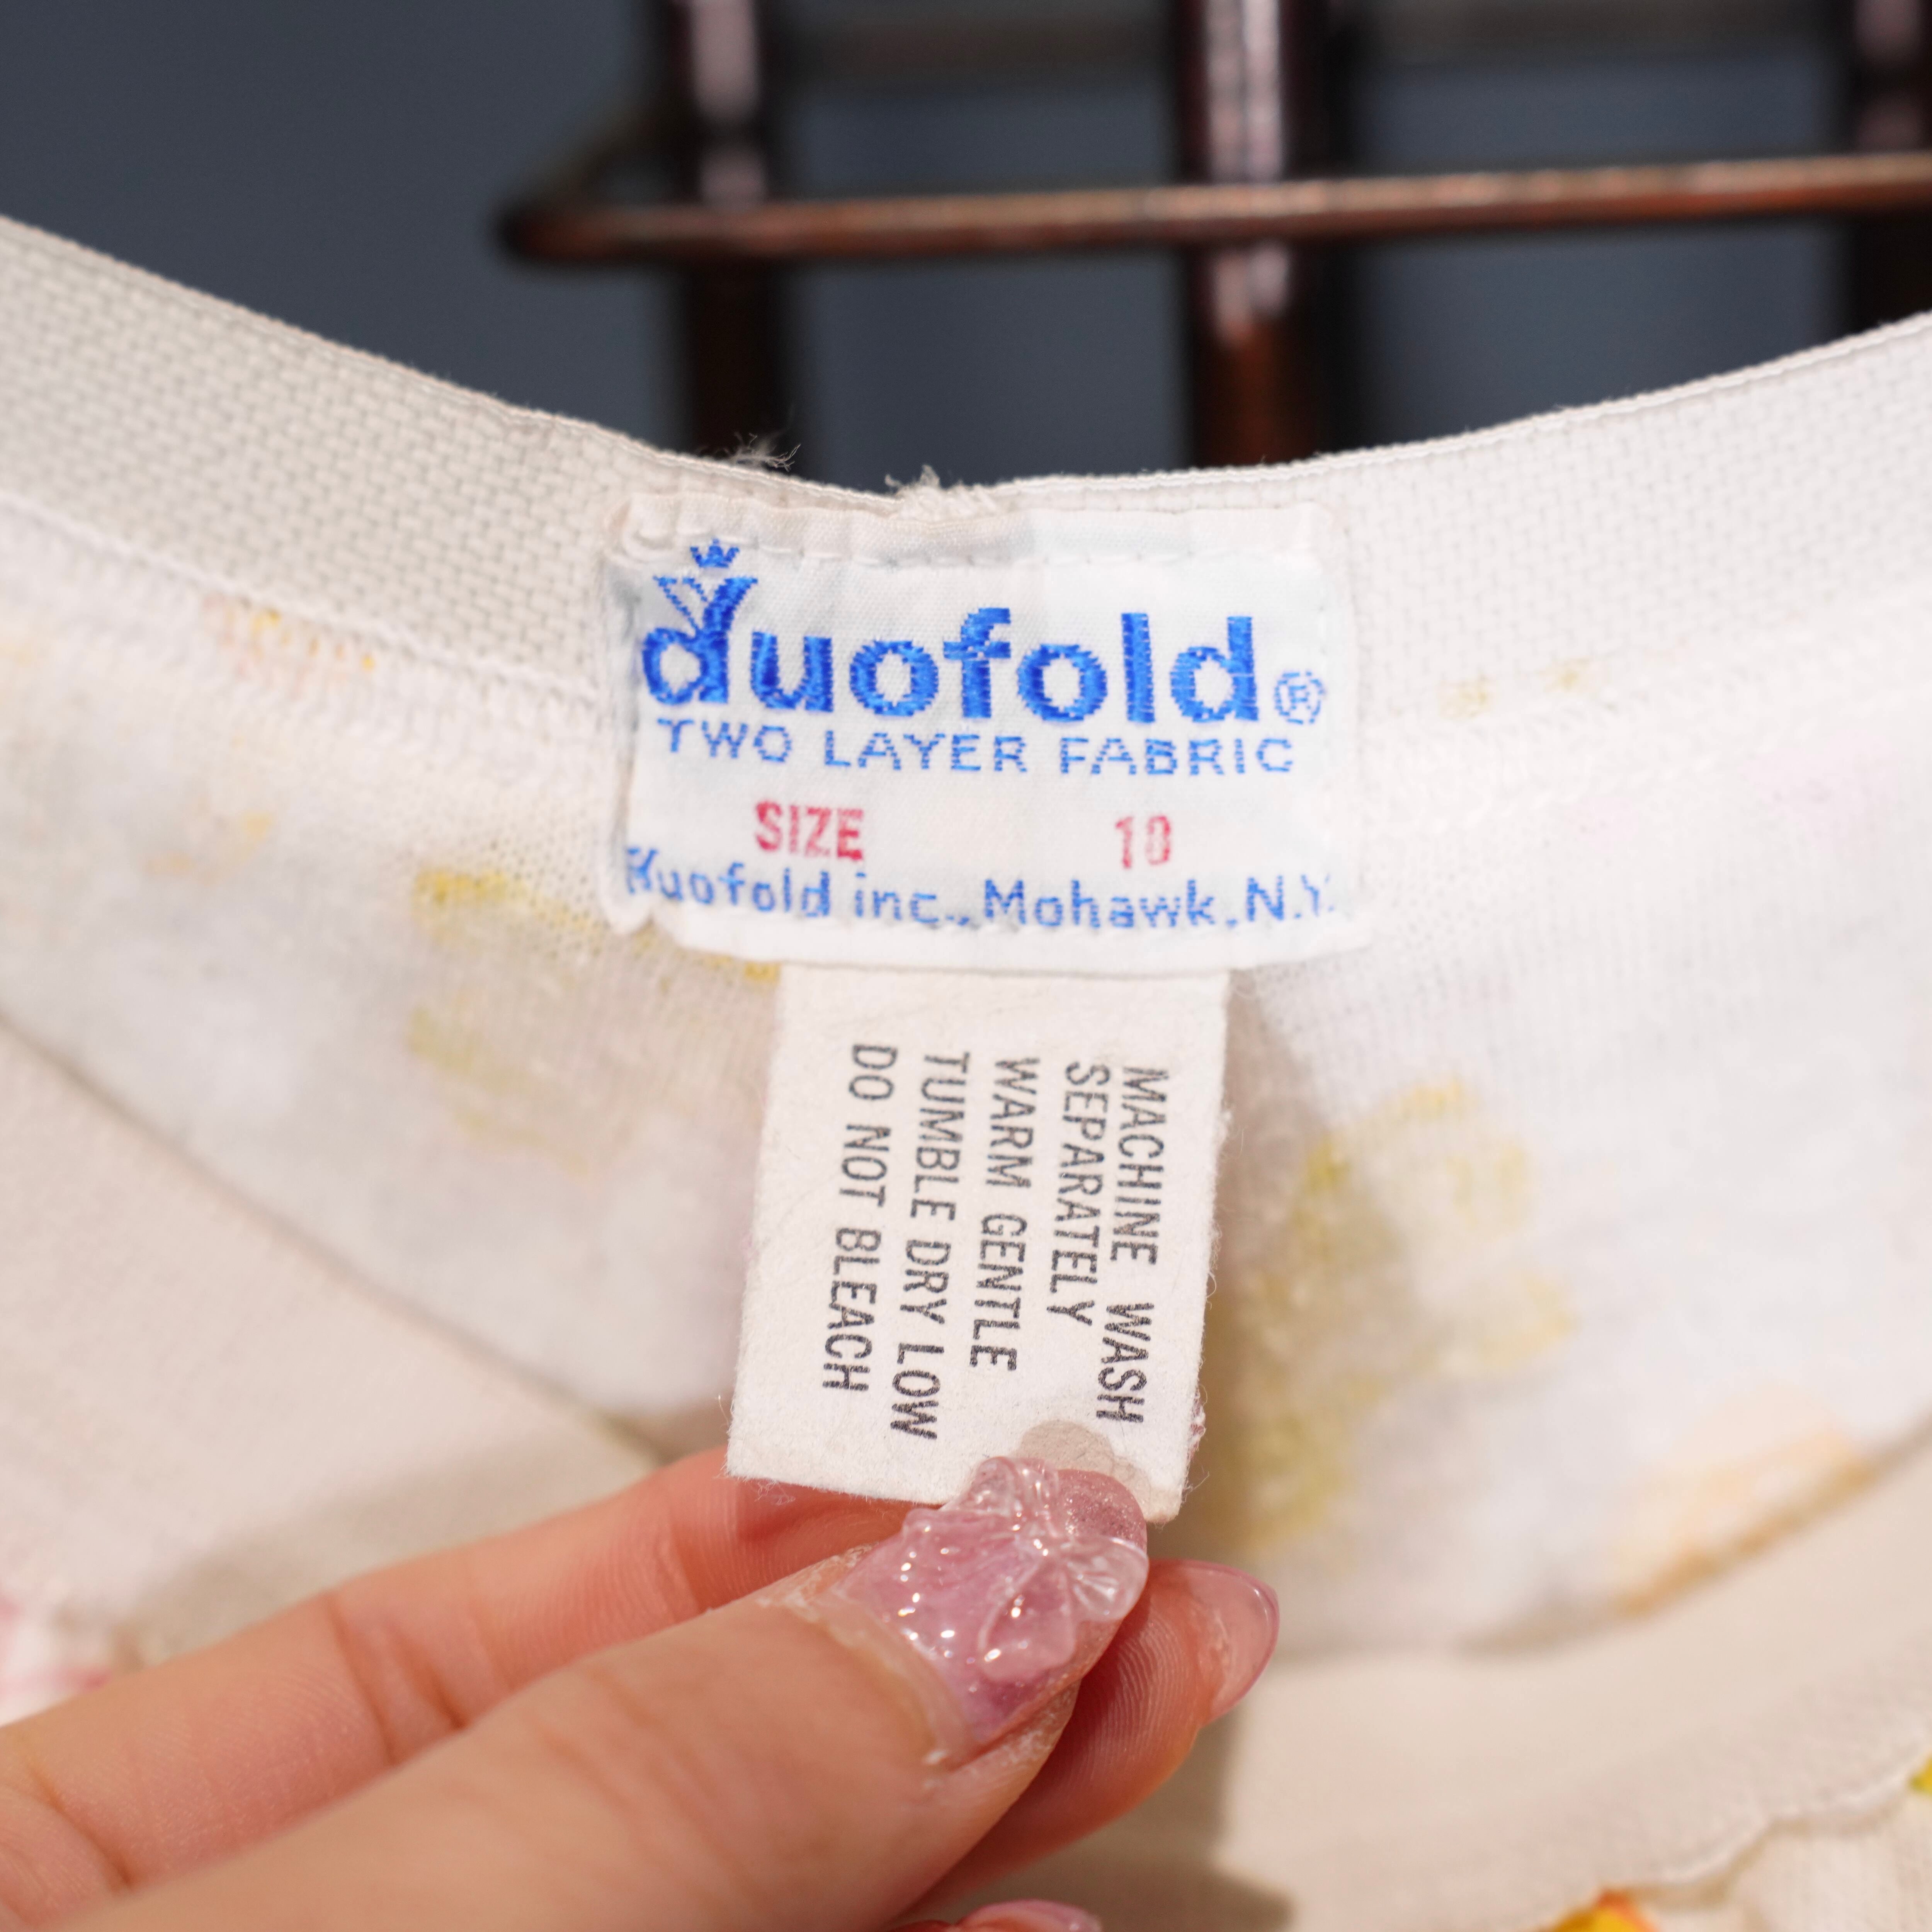 duofold®
TWO LAYER FABRIC
SIZE 10
Duofold inc., Mohawk, N.Y.
MACHINE WASH
SEPARATELY
WARM GENTLE
TUMBLE DRY LOW
DO NOT BLEACH